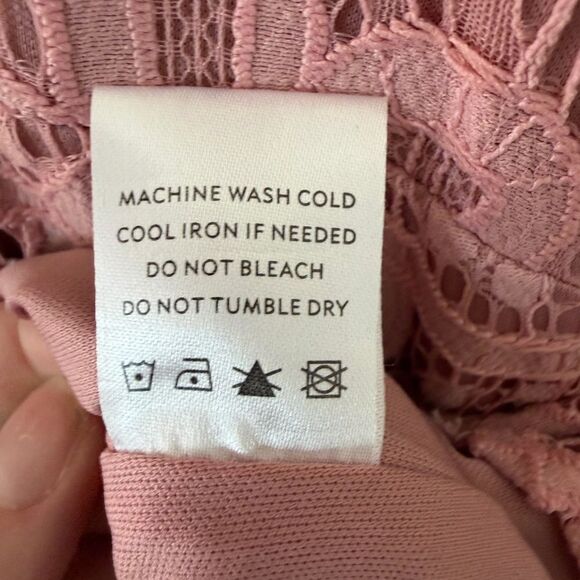 MACHINE WASH COLD
COOL IRON IF NEEDED
DO NOT BLEACH
DO NOT TUMBLE DRY